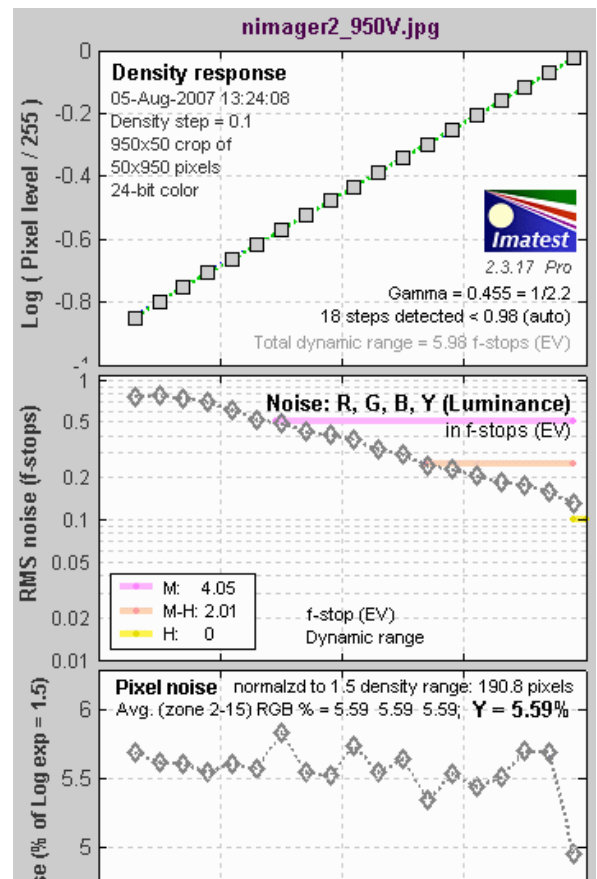 nimager2_950V.jpg
Log ( Pixel level / 255 )
0
-0.2
-0.4
-0.6
-0.8
Density response
05-Aug-2007 13:24:08
Density step = 0.1
950x50 crop of
50x950 pixels
24-bit color
Imatest
2.3.17 Pro
Gamma = 0.455 = 1/2.2
18 steps detected < 0.98 (auto)
Total dynamic range = 5.98 f-stops (EV)
RMS noise (f-stops)
1
0.5
0.2
0.1
0.05
0.02
0.01
Noise: R, G, B, Y (Luminance)
in f-stops (EV)
M: 4.05
M-H: 2.01
H: 0
f-stop (EV)
Dynamic range
(% of Log exp = 1.5)
6
5.5
5
Pixel noise normalzd to 1.5 density range: 190.8 pixels
Avg. (zone 2-15) RGB % = 5.59 5.59 5.59; Y = 5.59%